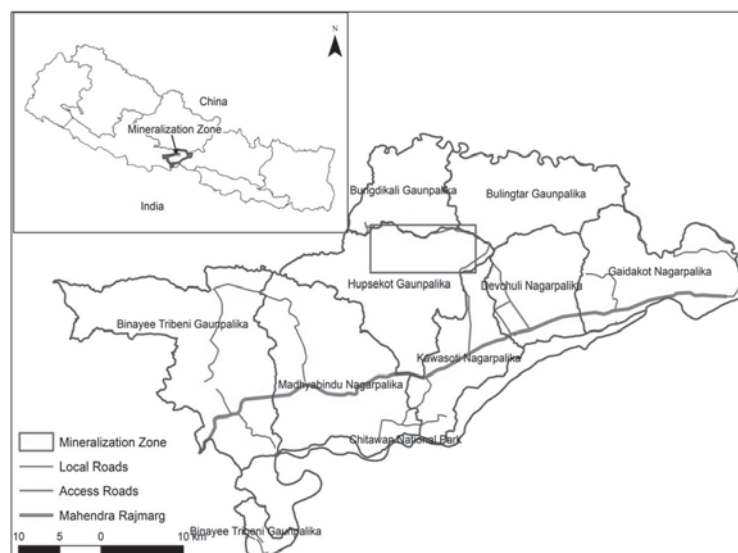 N
China
Mineralization Zone
India
Bungdikali Gaunpalika
Bulingtar Gaunpalika
Hupsekot Gaunpalika
Devchuli Nagarpalika
Gaidakot Nagarpalika
Binayee Tribeni Gaunpalika
Kawasoti Nagarpalika
Madhyabindu Nagarpalika
Chitawan National Park
Mineralization Zone
Local Roads
Access Roads
Mahendra Rajmarg
Binayee Tribeni Gaunpalika
10 5 0 10 km